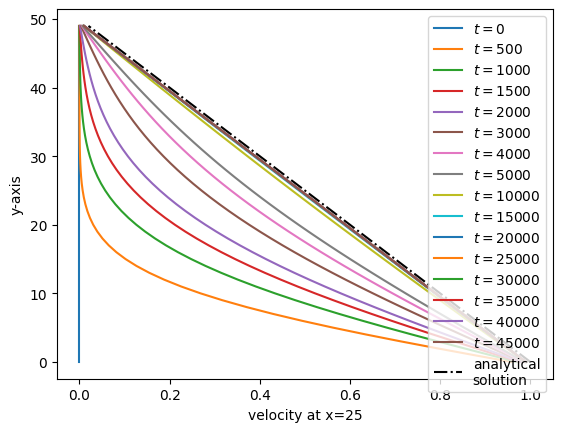 50
40
30
20
10
0
y-axis
0.0 0.2 0.4 0.6 0.8 1.0
velocity at x=25
t = 0
t = 500
t = 1000
t = 1500
t = 2000
t = 3000
t = 4000
t = 5000
t = 10000
t = 15000
t = 20000
t = 25000
t = 30000
t = 35000
t = 40000
t = 45000
analytical
solution